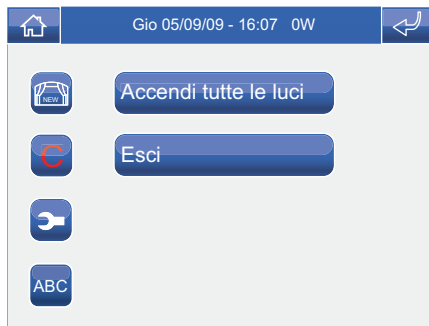 Gio 05/09/09 - 16:07 0W
NEW
Accendi tutte le luci
C
Esci
ABC